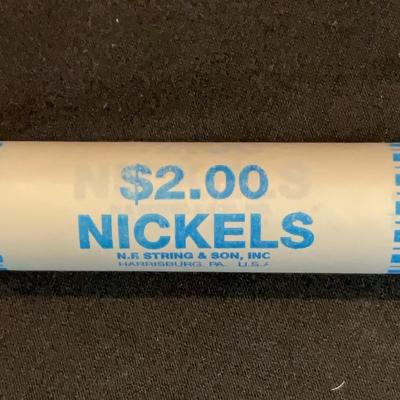 $2.00
NICKELS
N.F. STRING & SON, INC
HARRISBURG, PA. U.S.A